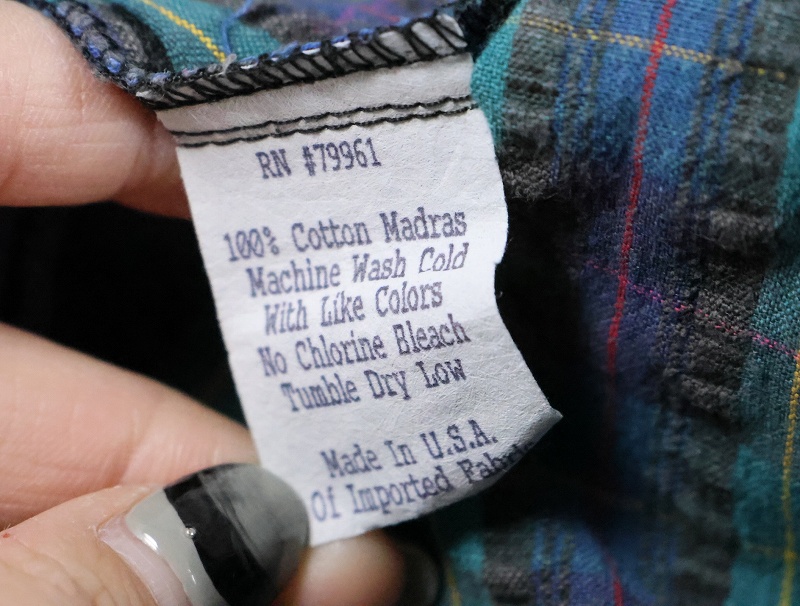 RN #79961
100% Cotton Madras
Machine Wash Cold
With Like Colors
No Chlorine Bleach
Tumble Dry Low
Made In U.S.A.
Of Imported Fabric